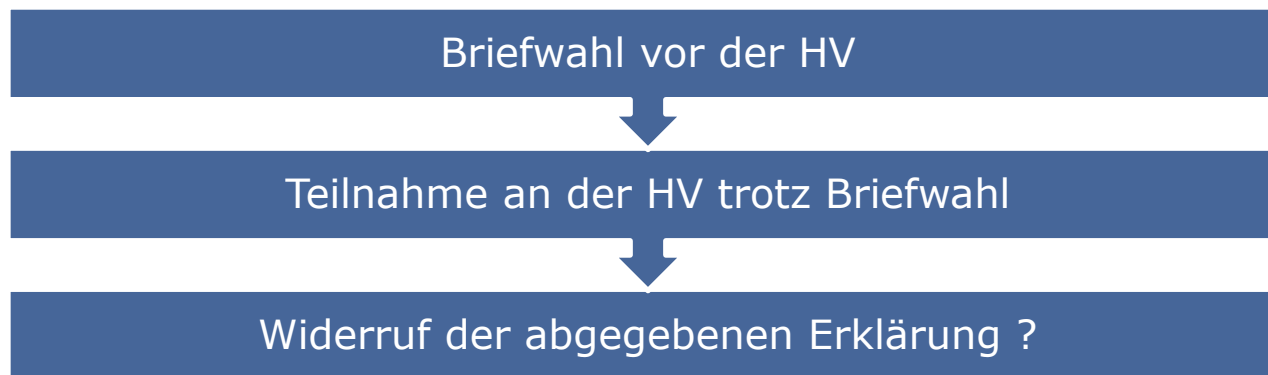 Briefwahl vor der HV
Teilnahme an der HV trotz Briefwahl
Widerruf der abgegebenen Erklärung ?